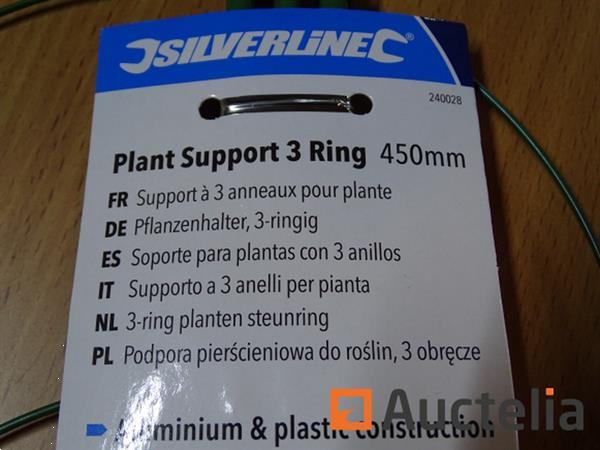 SILVERLINE
240028
Plant Support 3 Ring 450mm
FR Support à 3 anneaux pour plante
DE Pflanzenhalter, 3-ringig
ES Soporte para plantas con 3 anillos
IT Supporto a 3 anelli per pianta
NL 3-ring planten steunring
PL Podpora pierścieniowa do roślin, 3 obręcze
Auctelia
Aluminium & plastic construction